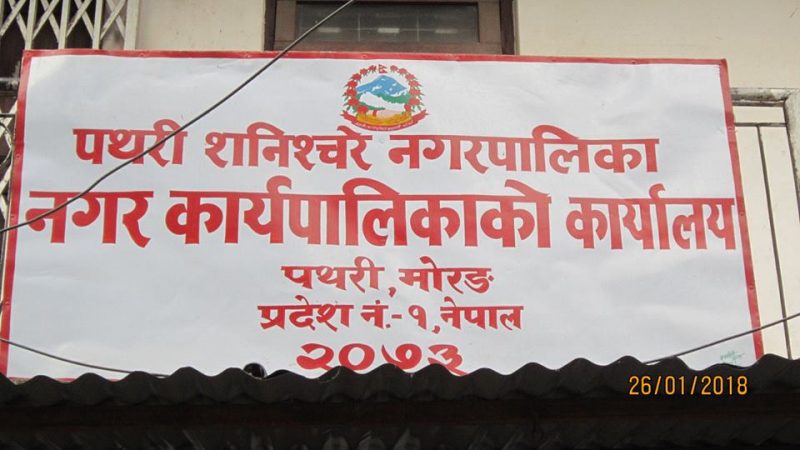 पथरी शनिश्चरे नगरपालिका
नगर कार्यपालिकाको कार्यालय
पथरी, मोरङ
प्रदेश नं.-१, नेपाल
२०७३
26/01/2018